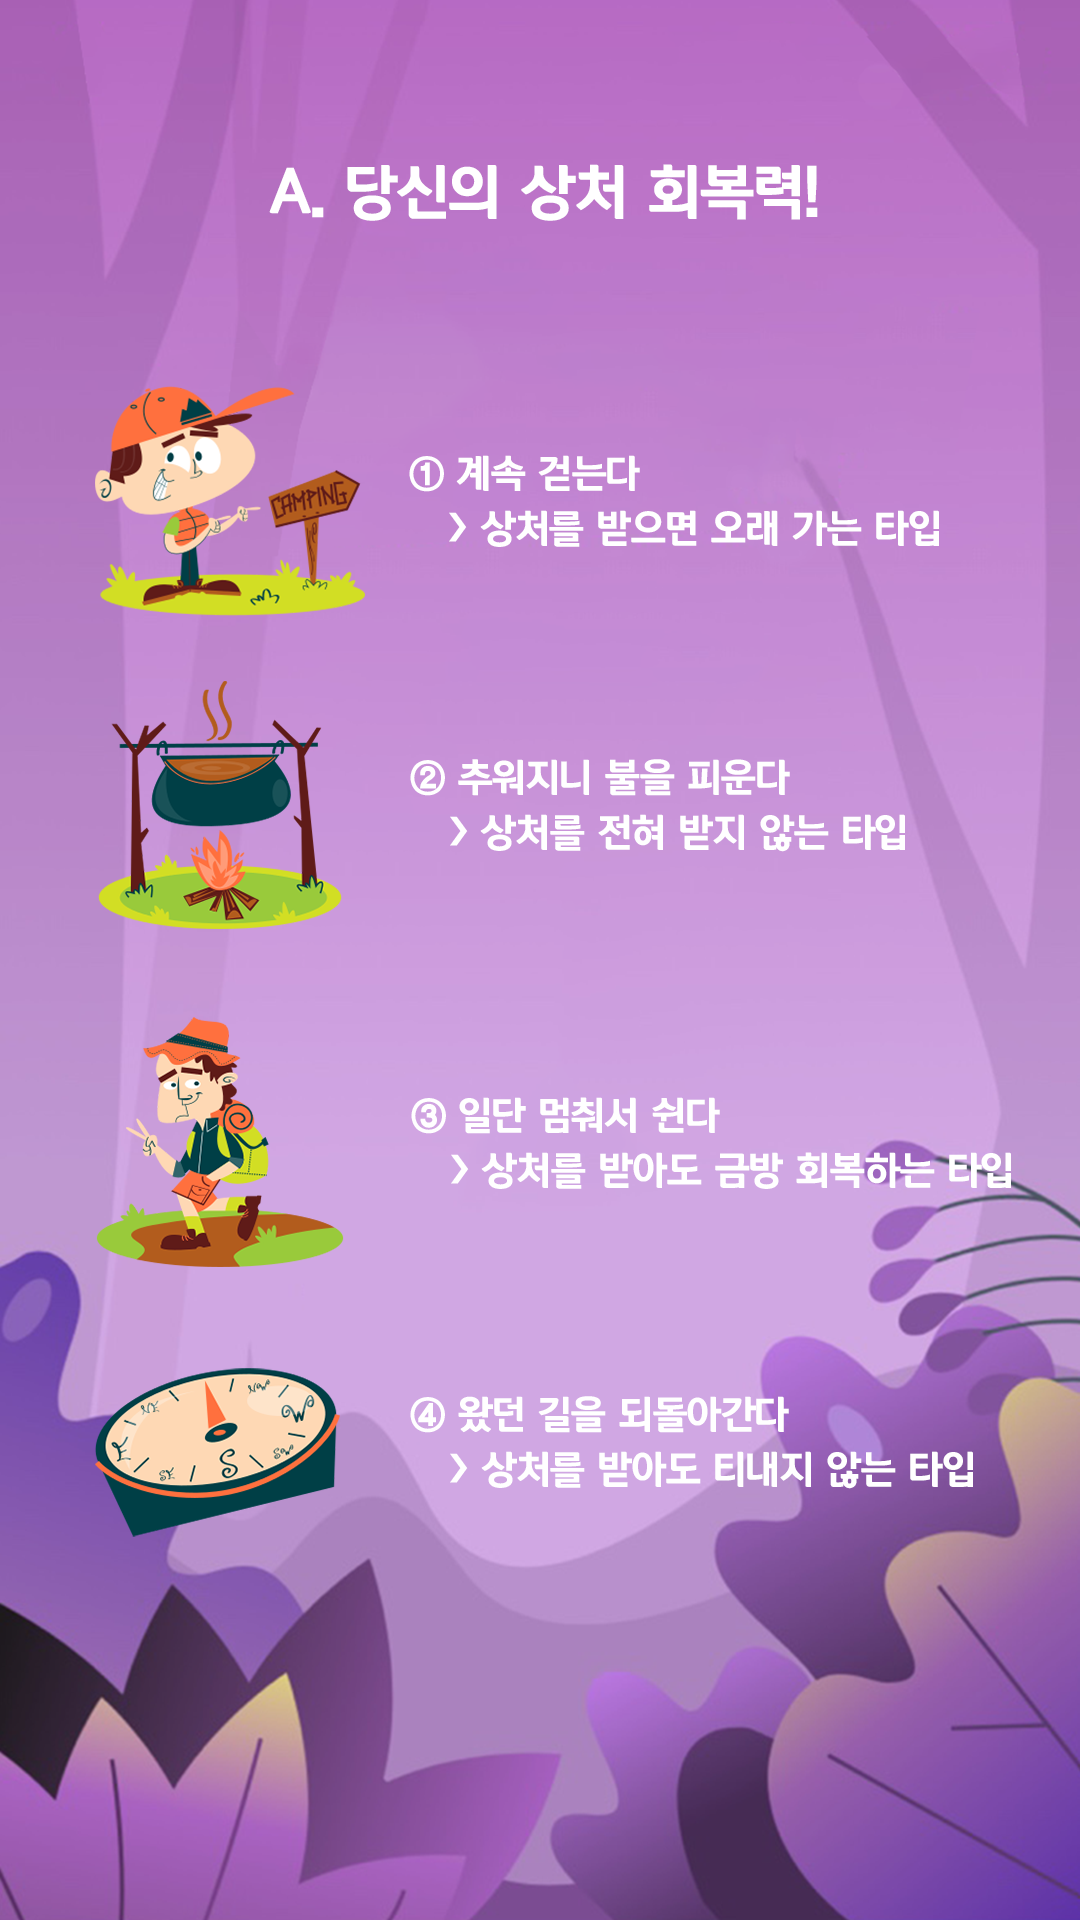 A. 당신의 상처 회복력!
CAMPING
① 계속 걷는다
> 상처를 받으면 오래 가는 타입
② 추워지니 불을 피운다
> 상처를 전혀 받지 않는 타입
③ 일단 멈춰서 쉰다
> 상처를 받아도 금방 회복하는 타입
④ 왔던 길을 되돌아간다
> 상처를 받아도 티내지 않는 타입
NW
W
SW
S
SE
E
NE